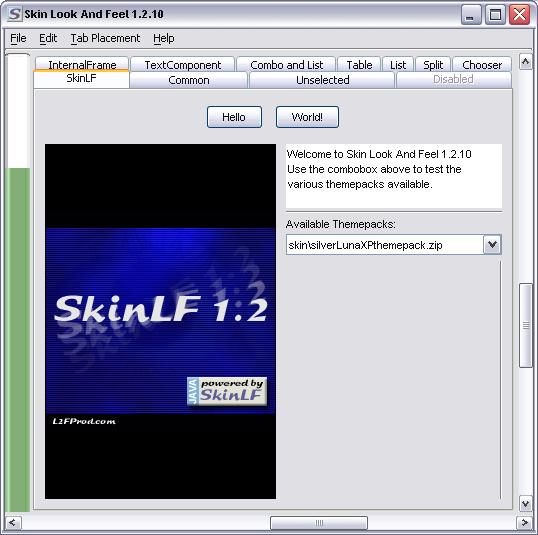 Skin Look And Feel 1.2.10
File Edit Tab Placement Help
InternalFrame TextComponent Combo and List Table List Split Chooser
SkinLF Common Unselected Disabled
Hello World!
Welcome to Skin Look And Feel 1.2.10
Use the combobox above to test the
various themepacks available.
Available Themepacks:
skin\silverLunaXPthemepack.zip
SkinLF 1.2
JAVA
powered by
SkinLF
L2FProd.com